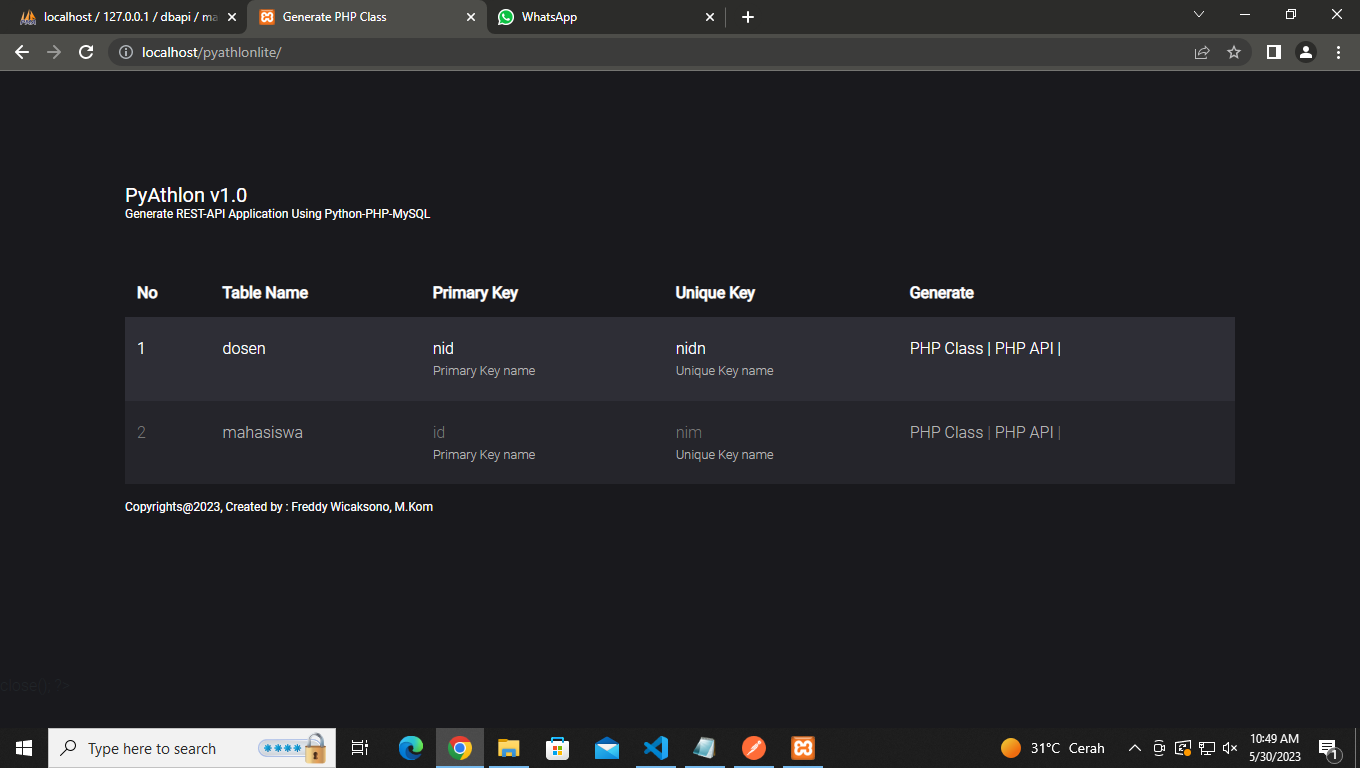 localhost / 127.0.0.1 / dbapi / ma
Generate PHP Class
WhatsApp
localhost/pyathlonlite/
PyAthlon v1.0
Generate REST-API Application Using Python-PHP-MySQL
No Table Name Primary Key Unique Key Generate
1 dosen nid nidn PHP Class | PHP API |
Primary Key name Unique Key name
2 mahasiswa id nim PHP Class | PHP API |
Primary Key name Unique Key name
Copyrights@2023, Created by : Freddy Wicaksono, M.Kom
close(); ?>
Type here to search
31°C Cerah
10:49 AM
5/30/2023
1